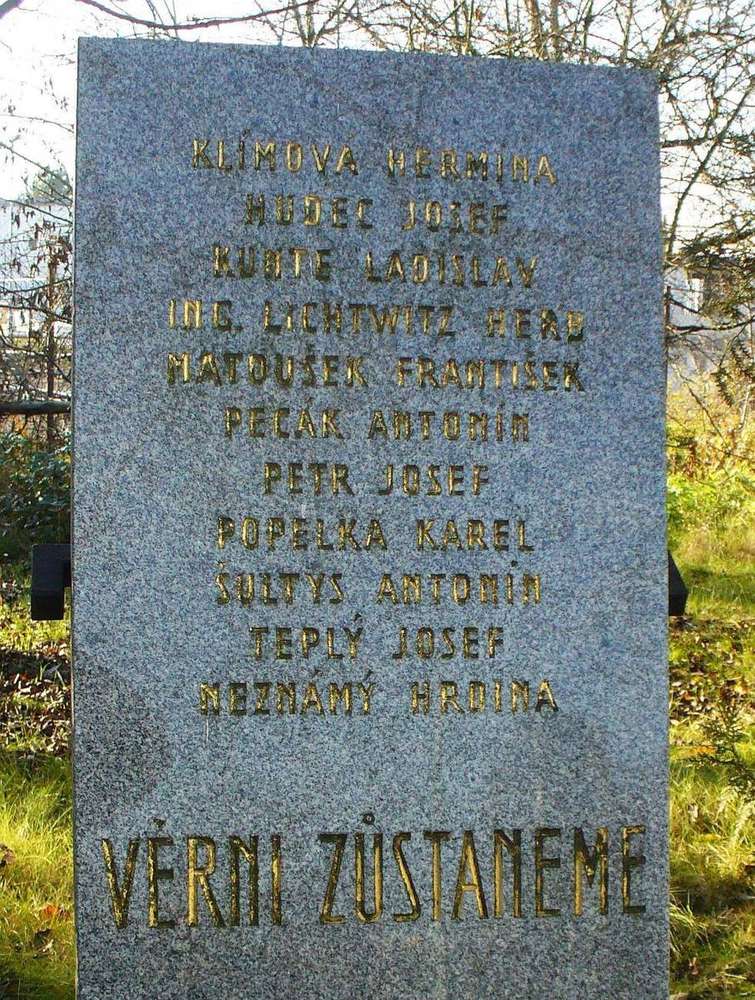 KLÍMOVA HERMÍNA
HUDEC JOSEF
KUNTE LADISLAV
ING. LICHTWITZ HERB
MATOUŠEK FRANTIŠEK
PECÁK ANTONÍN
PETR JOSEF
POPELKA KAREL
ŠULTYS ANTONÍN
TEPLÝ JOSEF
NEZNÁMÝ HRDINA
VĚRNI ZŮSTANEME